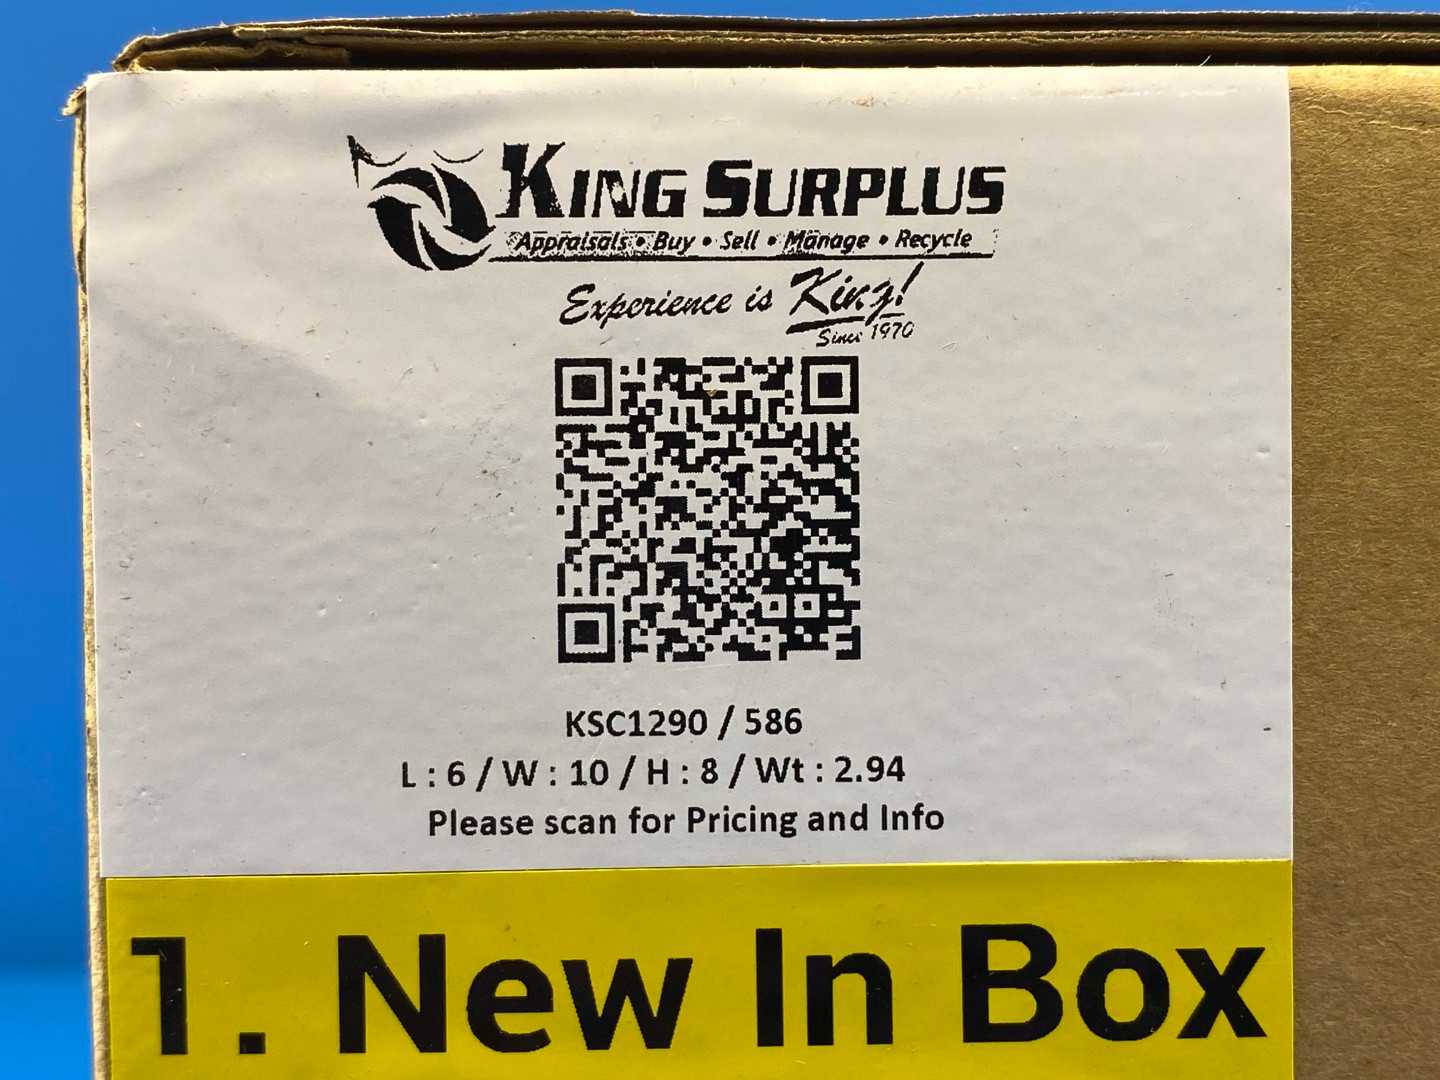 KING SURPLUS
Appraisals • Buy • Sell • Manage • Recycle
Experience is King!
Since 1970
KSC1290 / 586
L : 6 / W : 10 / H : 8 / Wt : 2.94
Please scan for Pricing and Info
1. New In Box